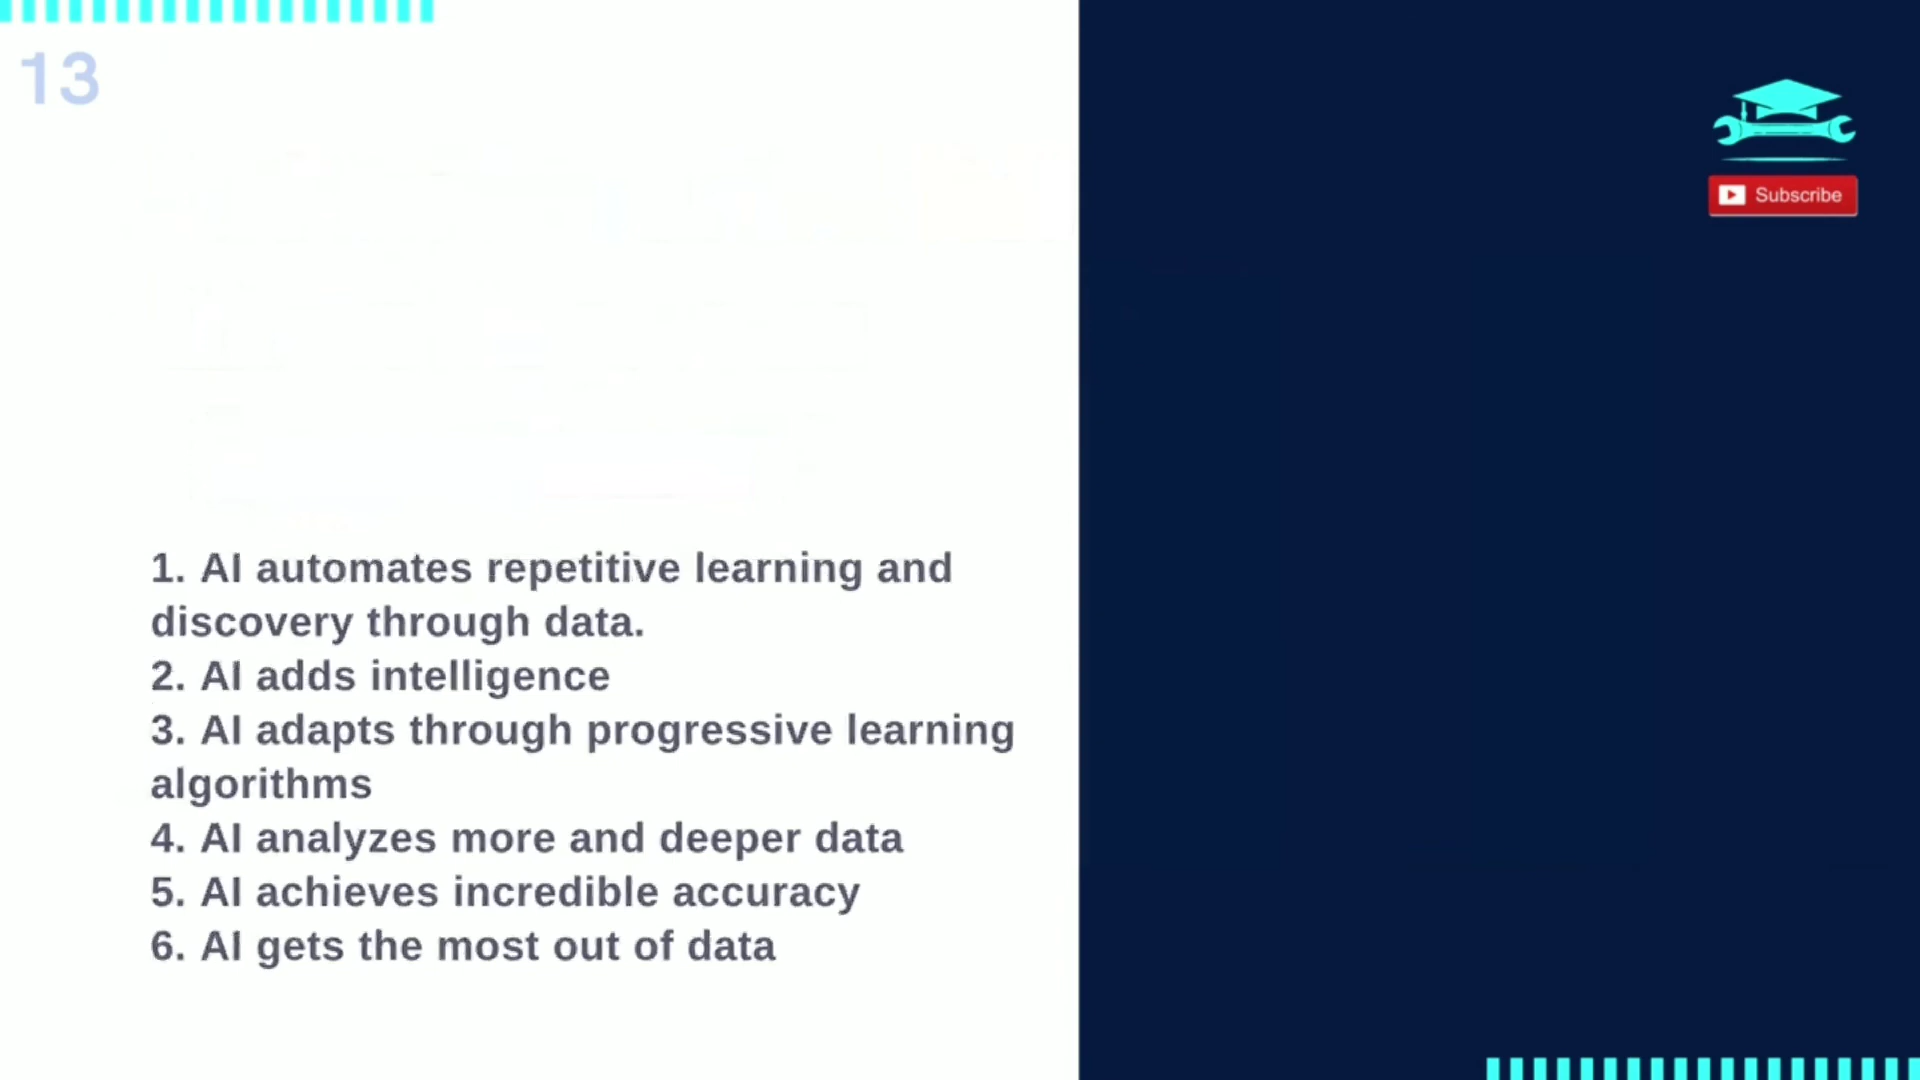 13
Subscribe
1. AI automates repetitive learning and
discovery through data.
2. AI adds intelligence
3. AI adapts through progressive learning
algorithms
4. AI analyzes more and deeper data
5. AI achieves incredible accuracy
6. AI gets the most out of data